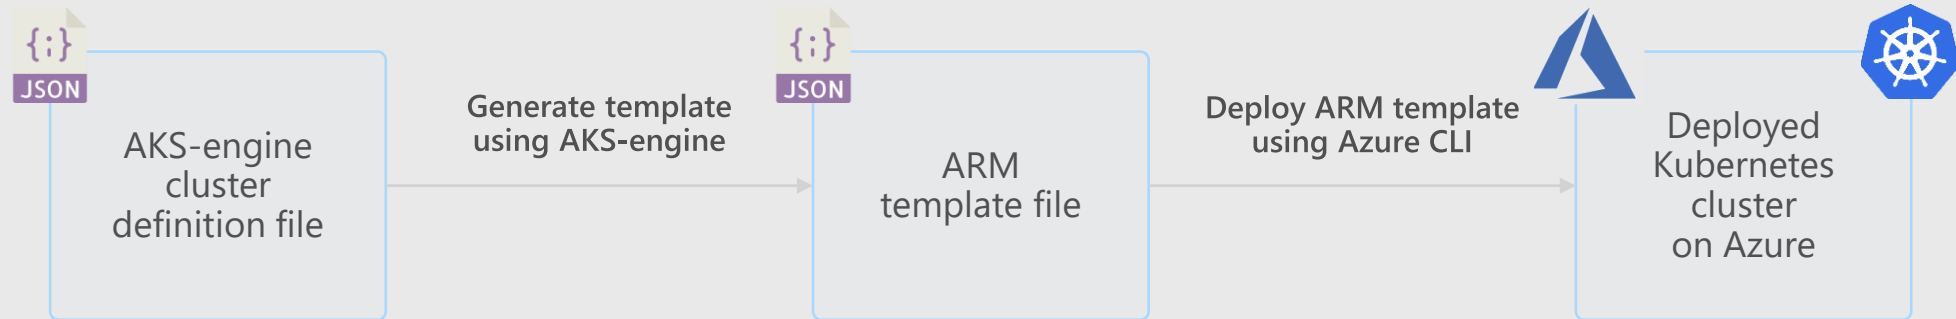 {;}
JSON
AKS-engine
cluster
definition file
Generate template
using AKS-engine
{;}
JSON
ARM
template file
Deploy ARM template
using Azure CLI
Deployed
Kubernetes
cluster
on Azure